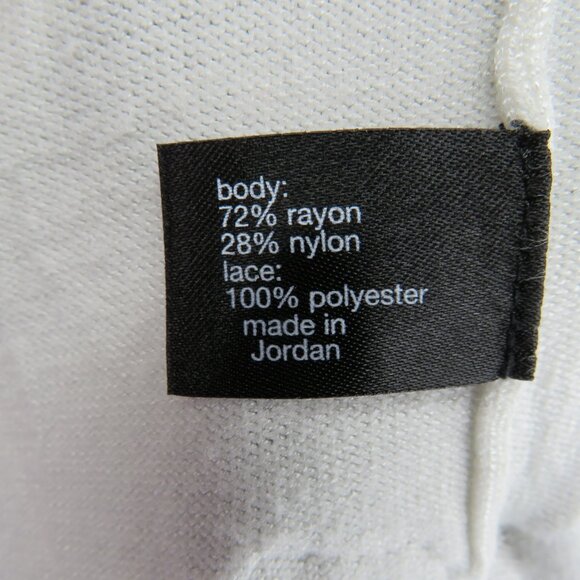 body:
72% rayon
28% nylon
lace:
100% polyester
made in
Jordan